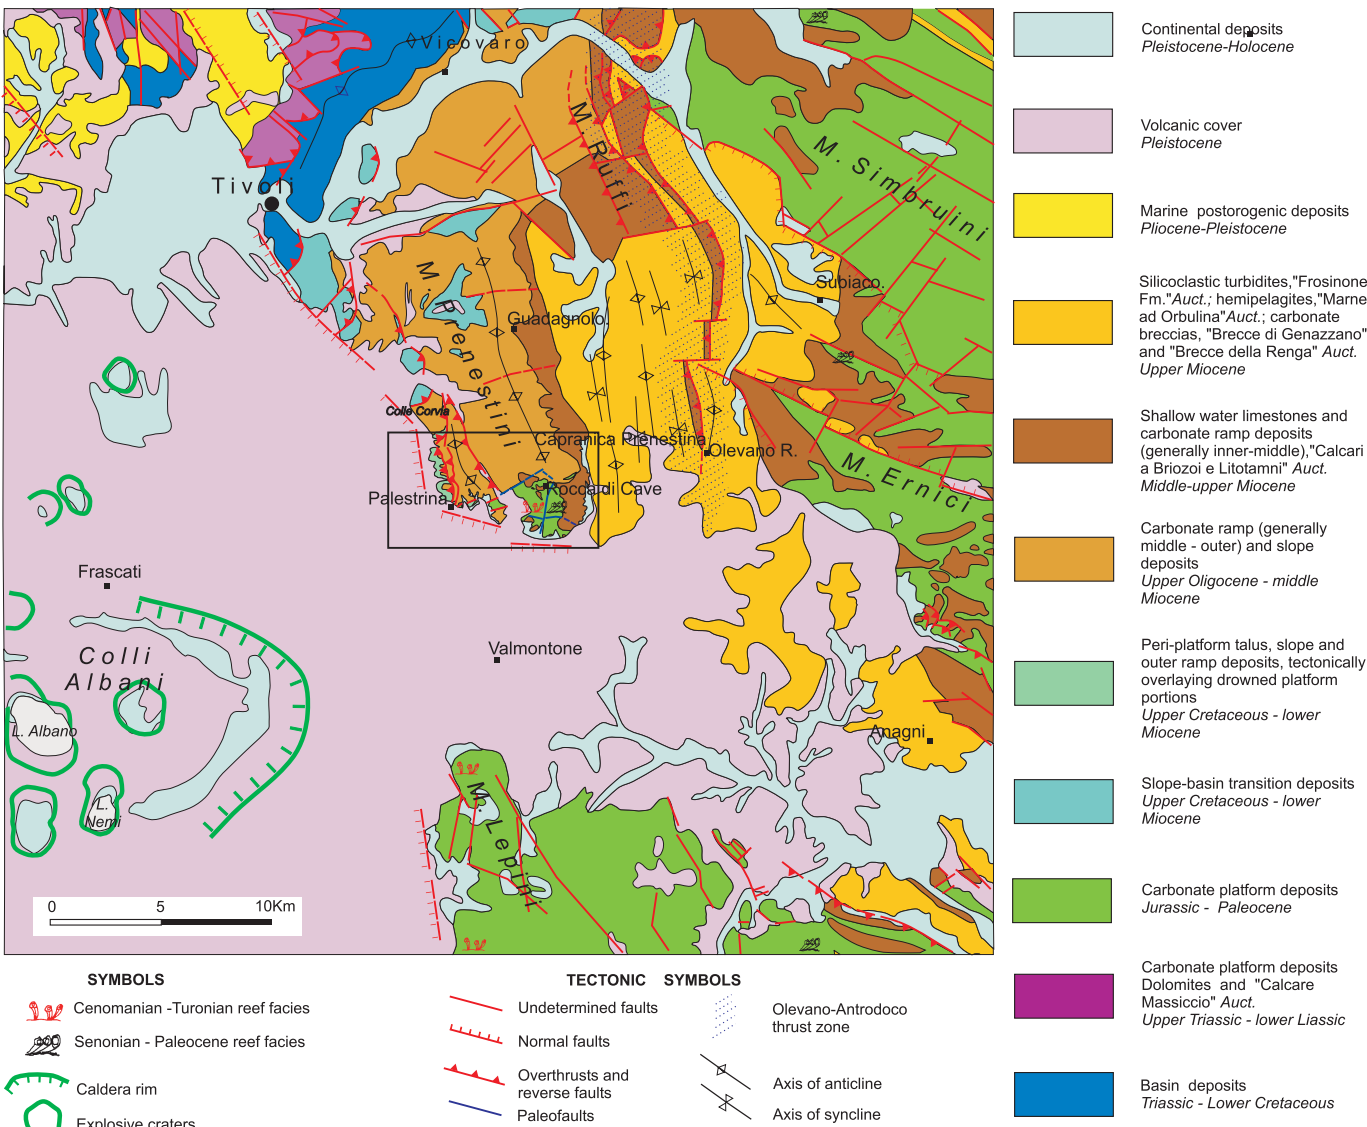 Vicovaro
Tivoli
M. Ruffi
M. Simbruini
Subiaco.
M. Prenestini
Guadagnolo.
Colle Corvia
Capranica Prenestina
Olevano R.
M. Ernici
Palestrina
Rocca di Cave
Frascati
Colli
Albani
Valmontone
L. Albano
Anagni
L.
Nemi
M. Lepini
0 5 10Km
Continental deposits
Pleistocene-Holocene
Volcanic cover
Pleistocene
Marine postorogenic deposits
Pliocene-Pleistocene
Silicoclastic turbidites,"Frosinone
Fm."Auct.; hemipelagites,"Marne
ad Orbulina"Auct.; carbonate
breccias, "Brecce di Genazzano"
and "Brecce della Renga" Auct.
Upper Miocene
Shallow water limestones and
carbonate ramp deposits
(generally inner-middle),"Calcari
a Briozoi e Litotamni" Auct.
Middle-upper Miocene
Carbonate ramp (generally
middle - outer) and slope
deposits
Upper Oligocene - middle
Miocene
Peri-platform talus, slope and
outer ramp deposits, tectonically
overlaying drowned platform
portions
Upper Cretaceous - lower
Miocene
Slope-basin transition deposits
Upper Cretaceous - lower
Miocene
Carbonate platform deposits
Jurassic - Paleocene
Carbonate platform deposits
Dolomites and "Calcare
Massiccio" Auct.
Upper Triassic - lower Liassic
Basin deposits
Triassic - Lower Cretaceous
SYMBOLS
Cenomanian -Turonian reef facies
Senonian - Paleocene reef facies
Caldera rim
Explosive craters
TECTONIC SYMBOLS
Undetermined faults
Normal faults
Overthrusts and
reverse faults
Paleofaults
Olevano-Antrodoco
thrust zone
Axis of anticline
Axis of syncline